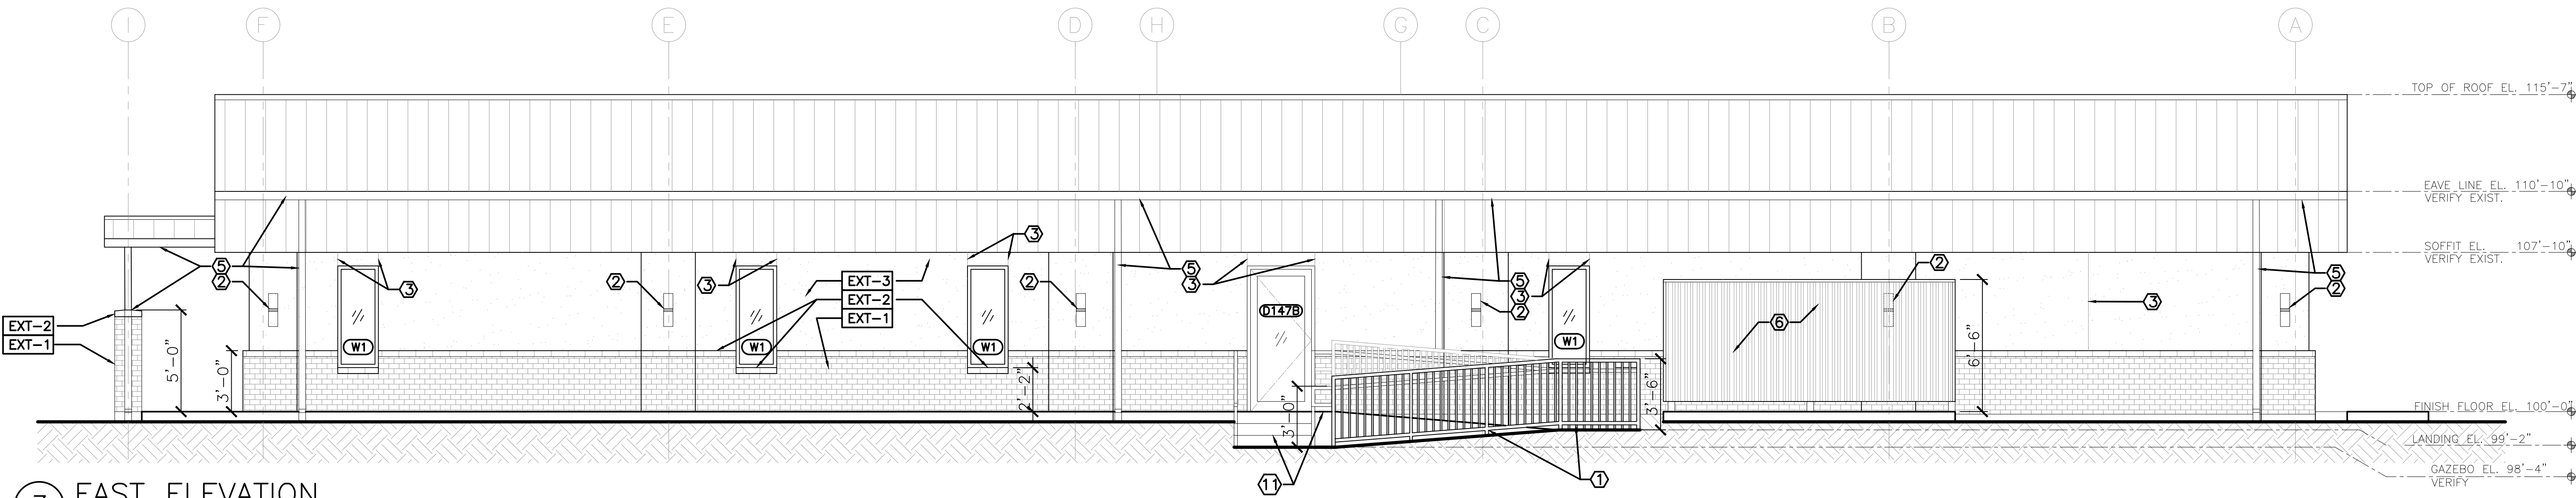 I F E D H G C B A
TOP OF ROOF EL. 115'-7"
EAVE LINE EL. 110'-10"
VERIFY EXIST.
SOFFIT EL. 107'-10"
VERIFY EXIST.
FINISH FLOOR EL. 100'-0"
LANDING EL. 99'-2"
GAZEBO EL. 98'-4"
VERIFY
EXT-2
EXT-1
5'-0"
3'-0"
5
2
W1
3
2
3
W1
EXT-3
EXT-2
EXT-1
3
W1
2'-2"
2
5
3
D147B
3'-0"
11
1
5
3
2
W1
3'-6"
6
2
6'-6"
3
5
2
EAST ELEVATION